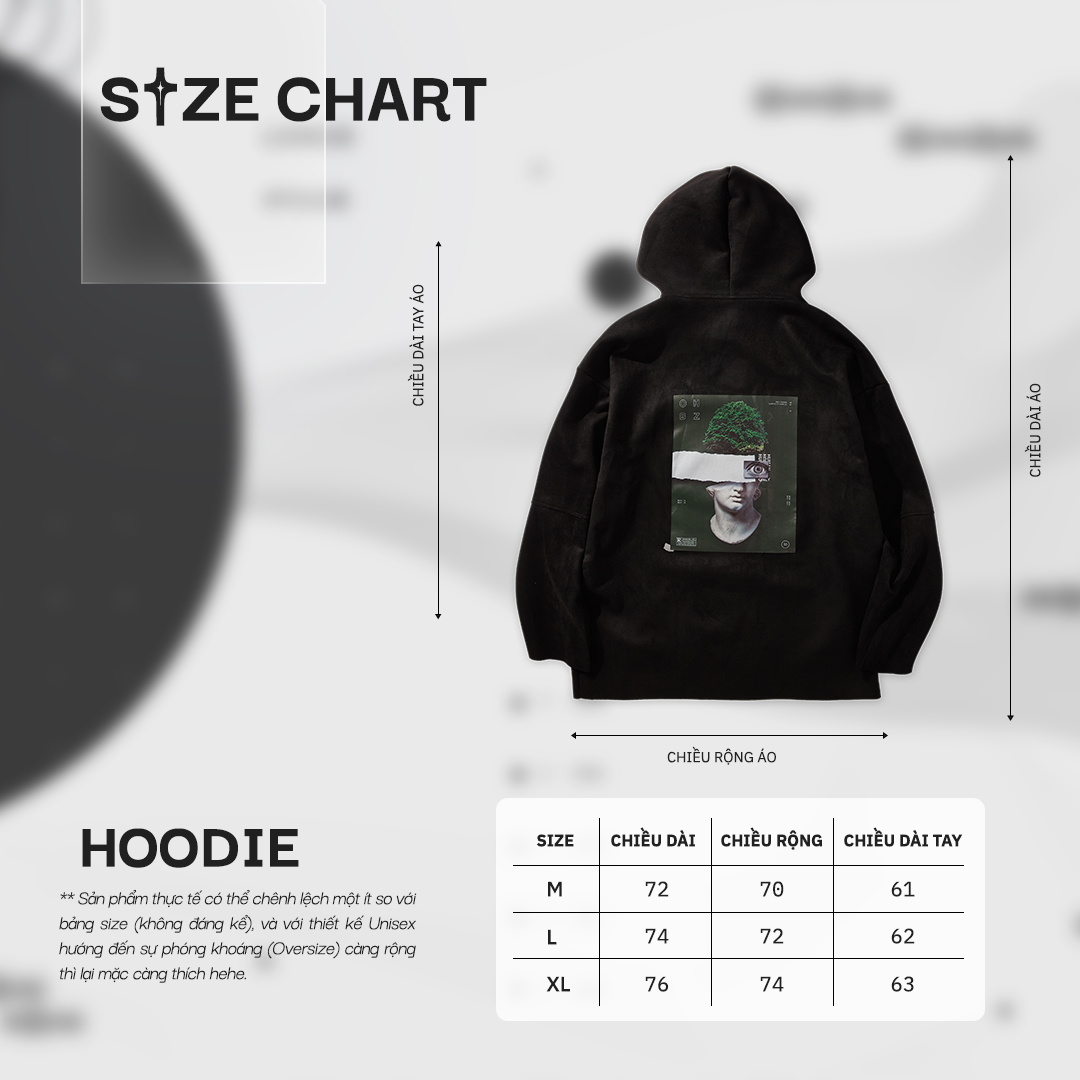 SIZE CHART
CHIỀU DÀI TAY ÁO
CHIỀU DÀI ÁO
O H
U Z
CHIỀU RỘNG ÁO
HOODIE
** Sản phẩm thực tế có thể chênh lệch một ít so với
bảng size (không đáng kể), và với thiết kế Unisex
hướng đến sự phóng khoáng (Oversize) càng rộng
thì lại mặc càng thích hehe.
SIZE CHIỀU DÀI CHIỀU RỘNG CHIỀU DÀI TAY
M 72 70 61
L 74 72 62
XL 76 74 63